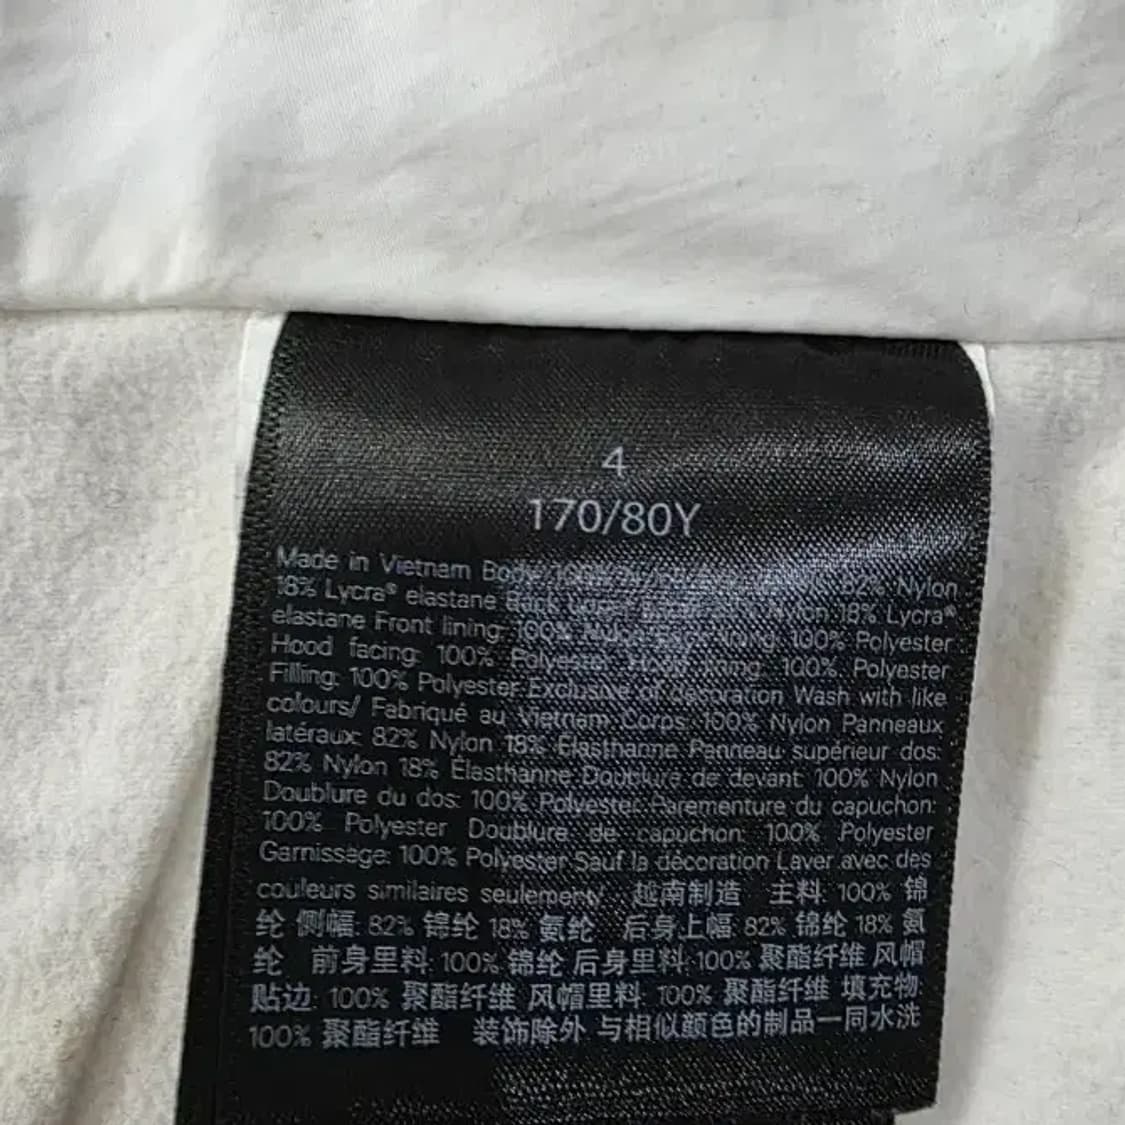 4
170/80Y
Made in Vietnam Body: 100% Nylon 82% Nylon
18% Lycra® elastane Back upper Nylon 18% Lycra®
elastane Front lining: 100% Nylon Back lining: 100% Polyester
Hood facing: 100% Polyester Hood lining: 100% Polyester
Filling: 100% Polyester Exclusive of decoration Wash with like
colours/ Fabriqué au Vietnam Corps: 100% Nylon Panneaux
latéraux: 82% Nylon 18% Élasthanne Panneau supérieur dos:
82% Nylon 18% Élasthanne Doublure de devant: 100% Nylon
Doublure du dos: 100% Polyester Parementure du capuchon:
100% Polyester Doublure de capuchon: 100% Polyester
Garnissage: 100% Polyester Sauf la décoration Laver avec des
couleurs similaires seulement/ 越南制造 主料: 100% 锦
纶 侧幅: 82% 锦纶 18% 氨纶 后身上幅: 82% 锦纶 18% 氨
纶 前身里料: 100% 锦纶 后身里料: 100% 聚酯纤维 风帽
贴边: 100% 聚酯纤维 风帽里料: 100% 聚酯纤维 填充物:
100% 聚酯纤维 装饰除外 与相似颜色的制品一同水洗